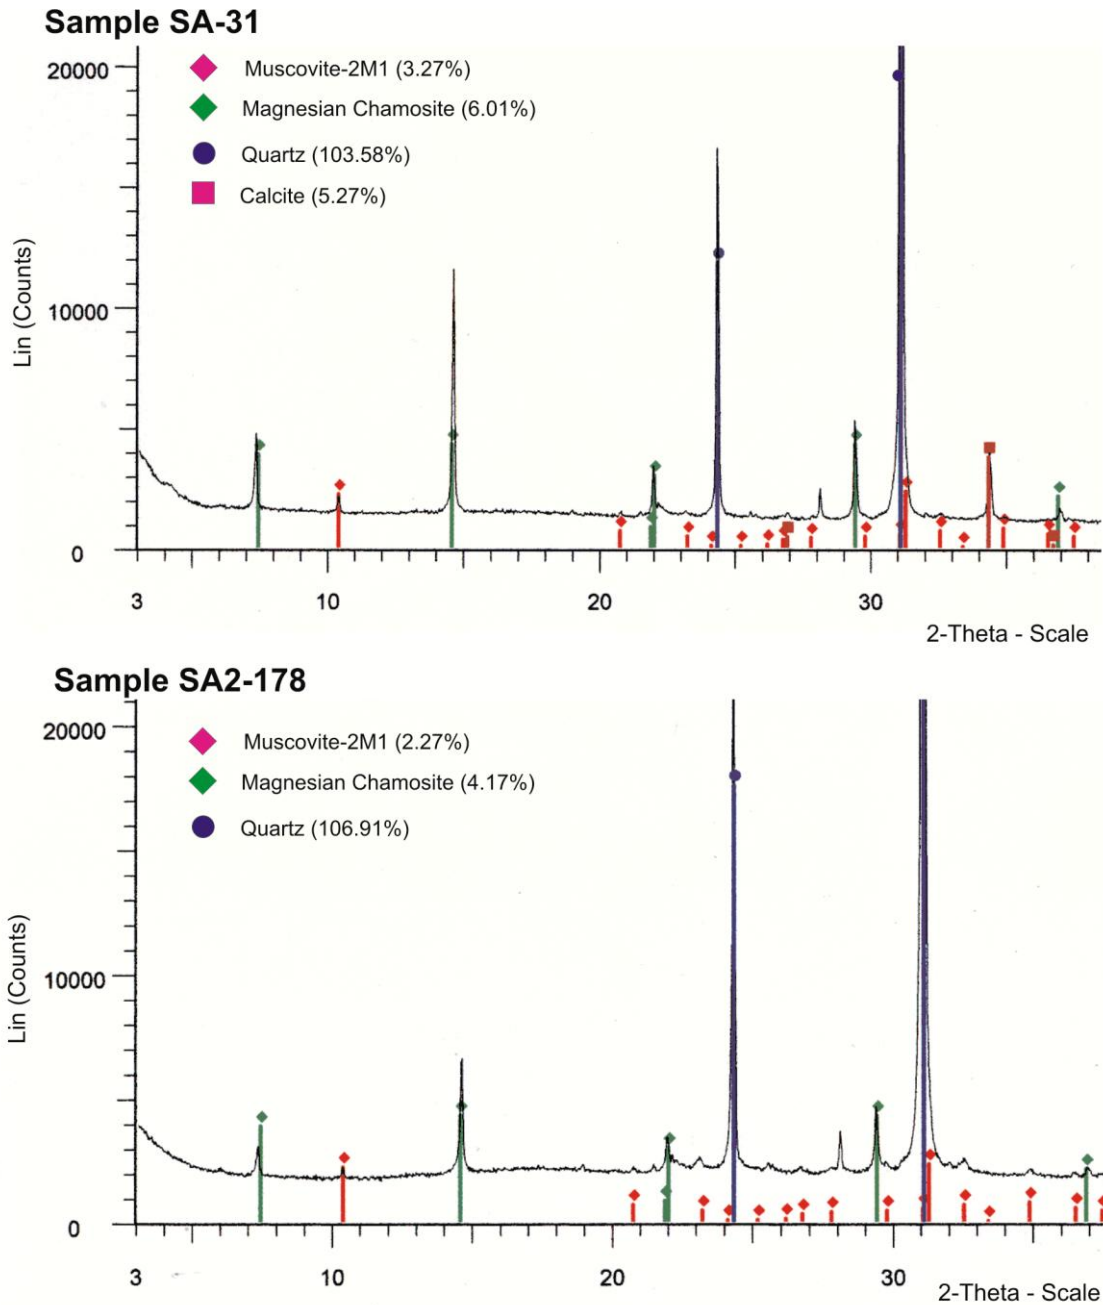 Sample SA-31
20000
Muscovite-2M1 (3.27%)
Magnesian Chamosite (6.01%)
Quartz (103.58%)
Calcite (5.27%)
Lin (Counts)
10000
0
3 10 20 30
2-Theta - Scale
Sample SA2-178
20000
Muscovite-2M1 (2.27%)
Magnesian Chamosite (4.17%)
Quartz (106.91%)
Lin (Counts)
10000
0
3 10 20 30
2-Theta - Scale